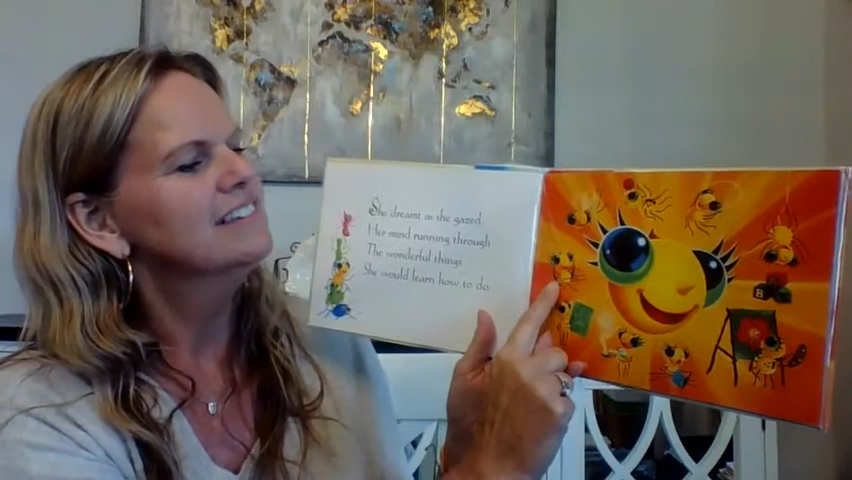 She dreamt as she gazed,
Her mind running through
The wonderful things
She would learn how to do.